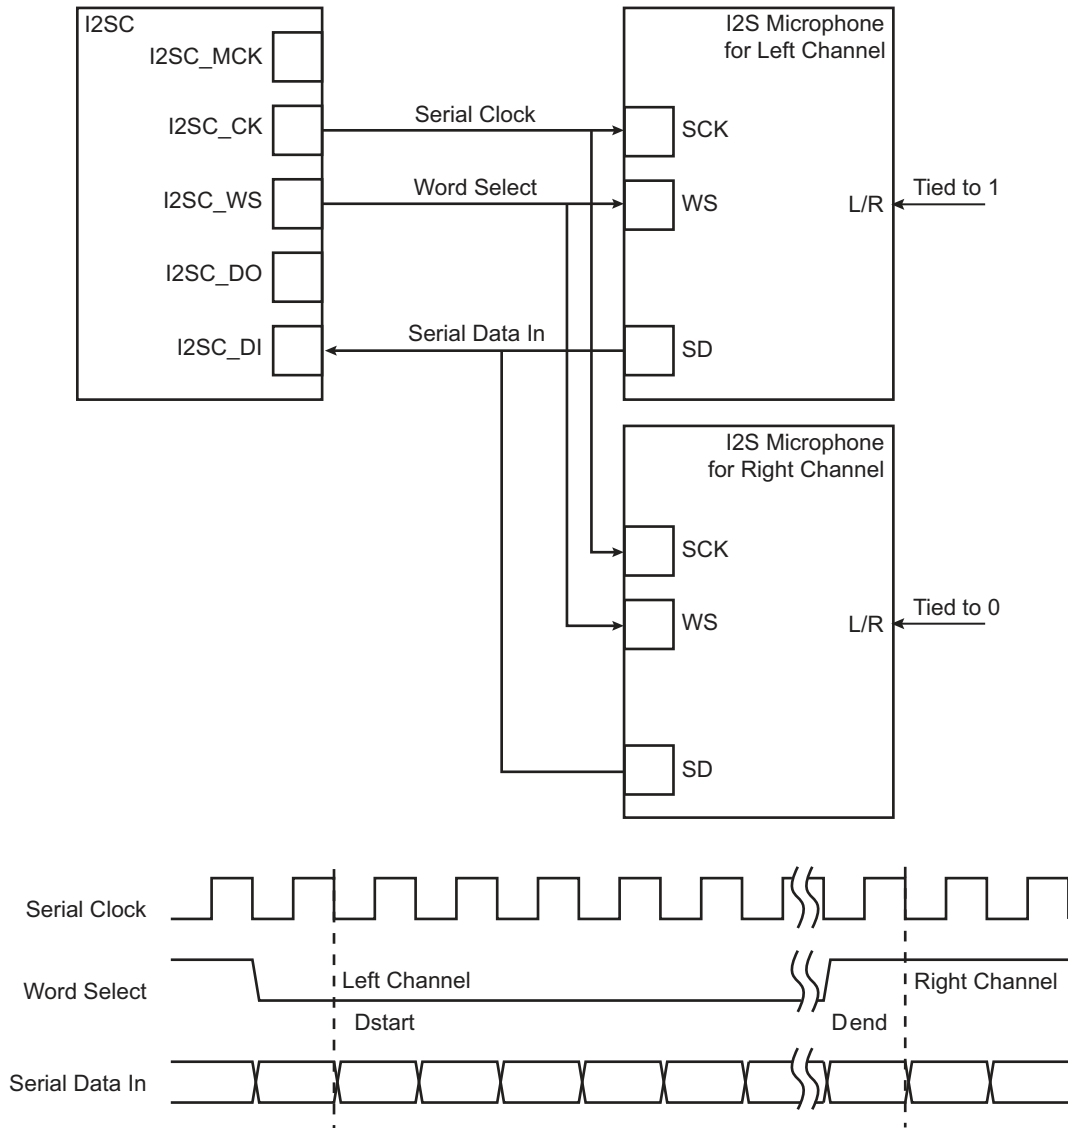 I2SC
I2SC_MCK
I2SC_CK
I2SC_WS
I2SC_DO
I2SC_DI
Serial Clock
Word Select
Serial Data In
I2S Microphone
for Left Channel
SCK
WS
L/R
Tied to 1
SD
I2S Microphone
for Right Channel
SCK
WS
L/R
Tied to 0
SD
Serial Clock
Word Select
Left Channel
Right Channel
Dstart
Dend
Serial Data In